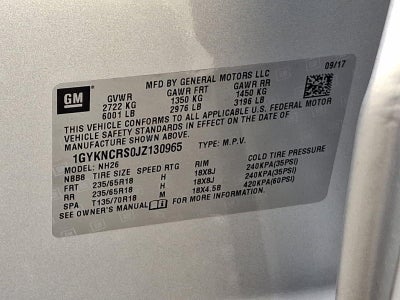 MFD BY GENERAL MOTORS LLC 09/17
GM GVWR GAWR FRT GAWR RR
2722 KG 1350 KG 1450 KG
6001 LB 2976 LB 3196 LB
THIS VEHICLE CONFORMS TO ALL APPLICABLE U.S. FEDERAL MOTOR
VEHICLE SAFETY STANDARDS IN EFFECT ON THE DATE OF
MANUFACTURE SHOWN ABOVE.
1GYKNCRS0JZ130965 TYPE: M.P.V.
MODEL: NH26
NBB8 TIRE SIZE SPEED RTG RIM COLD TIRE PRESSURE
FRT 235/65R18 H 18X8J 240KPA(35PSI)
RR 235/65R18 H 18X8J 240KPA(35PSI)
SPA T135/70R18 M 18X4.5B 420KPA(60PSI)
SEE OWNER'S MANUAL